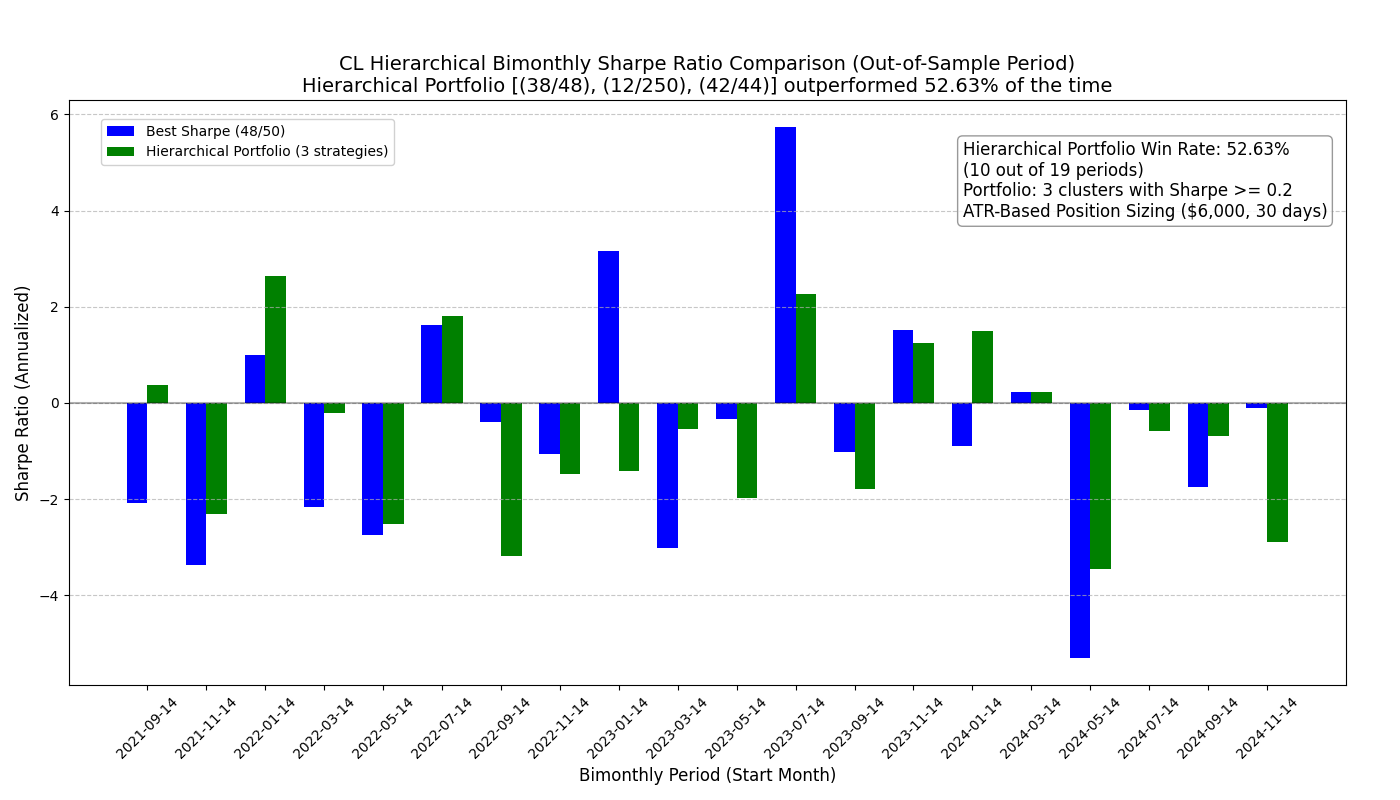 CL Hierarchical Bimonthly Sharpe Ratio Comparison (Out-of-Sample Period)
Hierarchical Portfolio [(38/48), (12/250), (42/44)] outperformed 52.63% of the time
Best Sharpe (48/50)
Hierarchical Portfolio (3 strategies)
Hierarchical Portfolio Win Rate: 52.63%
(10 out of 19 periods)
Portfolio: 3 clusters with Sharpe >= 0.2
ATR-Based Position Sizing ($6,000, 30 days)
Sharpe Ratio (Annualized)
6
4
2
0
−2
−4
2021-09-14
2021-11-14
2022-01-14
2022-03-14
2022-05-14
2022-07-14
2022-09-14
2022-11-14
2023-01-14
2023-03-14
2023-05-14
2023-07-14
2023-09-14
2023-11-14
2024-01-14
2024-03-14
2024-05-14
2024-07-14
2024-09-14
2024-11-14
Bimonthly Period (Start Month)